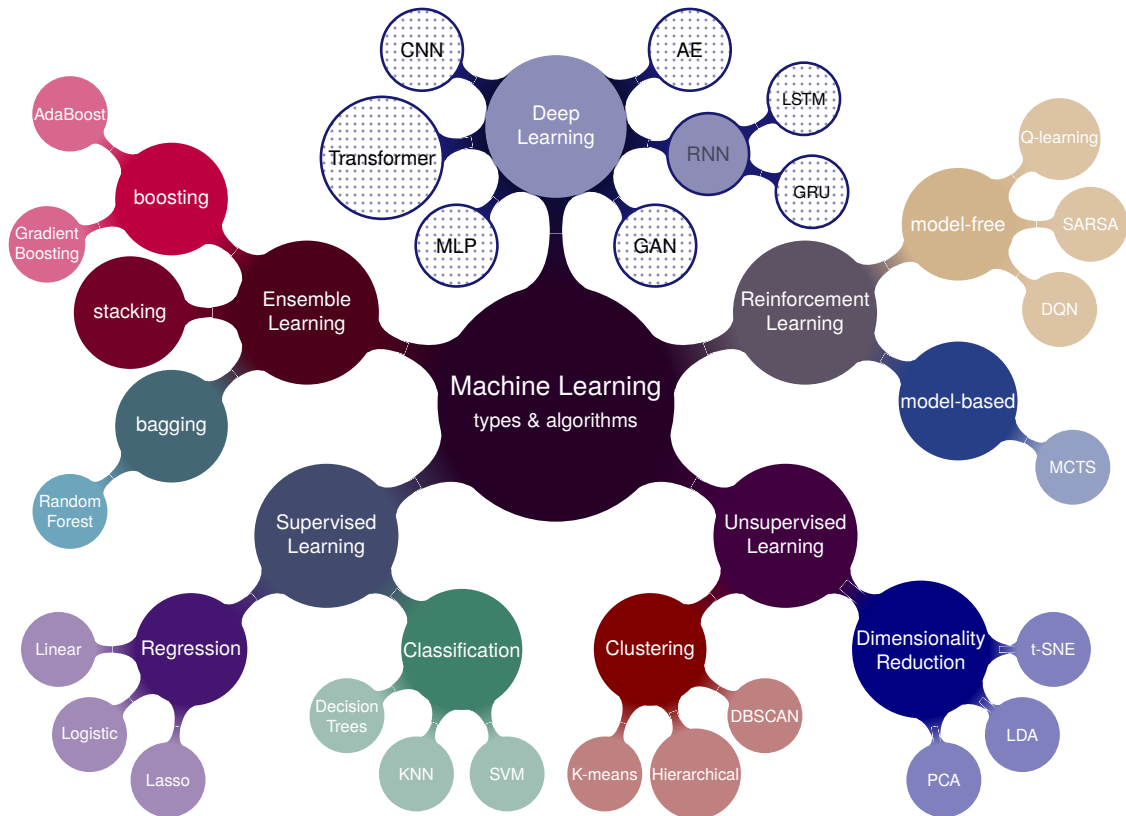 Machine Learning
types & algorithms
Deep
Learning
CNN
AE
Transformer
RNN
LSTM
GRU
MLP
GAN
Ensemble
Learning
boosting
AdaBoost
Gradient
Boosting
stacking
bagging
Random
Forest
Reinforcement
Learning
model-free
Q-learning
SARSA
DQN
model-based
MCTS
Supervised
Learning
Regression
Linear
Logistic
Lasso
Classification
Decision
Trees
KNN
SVM
Unsupervised
Learning
Clustering
K-means
Hierarchical
DBSCAN
Dimensionality
Reduction
t-SNE
LDA
PCA